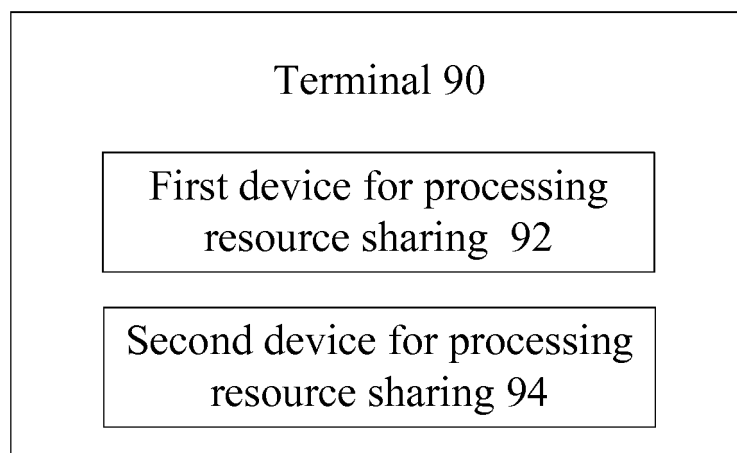 Terminal 90
First device for processing
resource sharing 92
Second device for processing
resource sharing 94